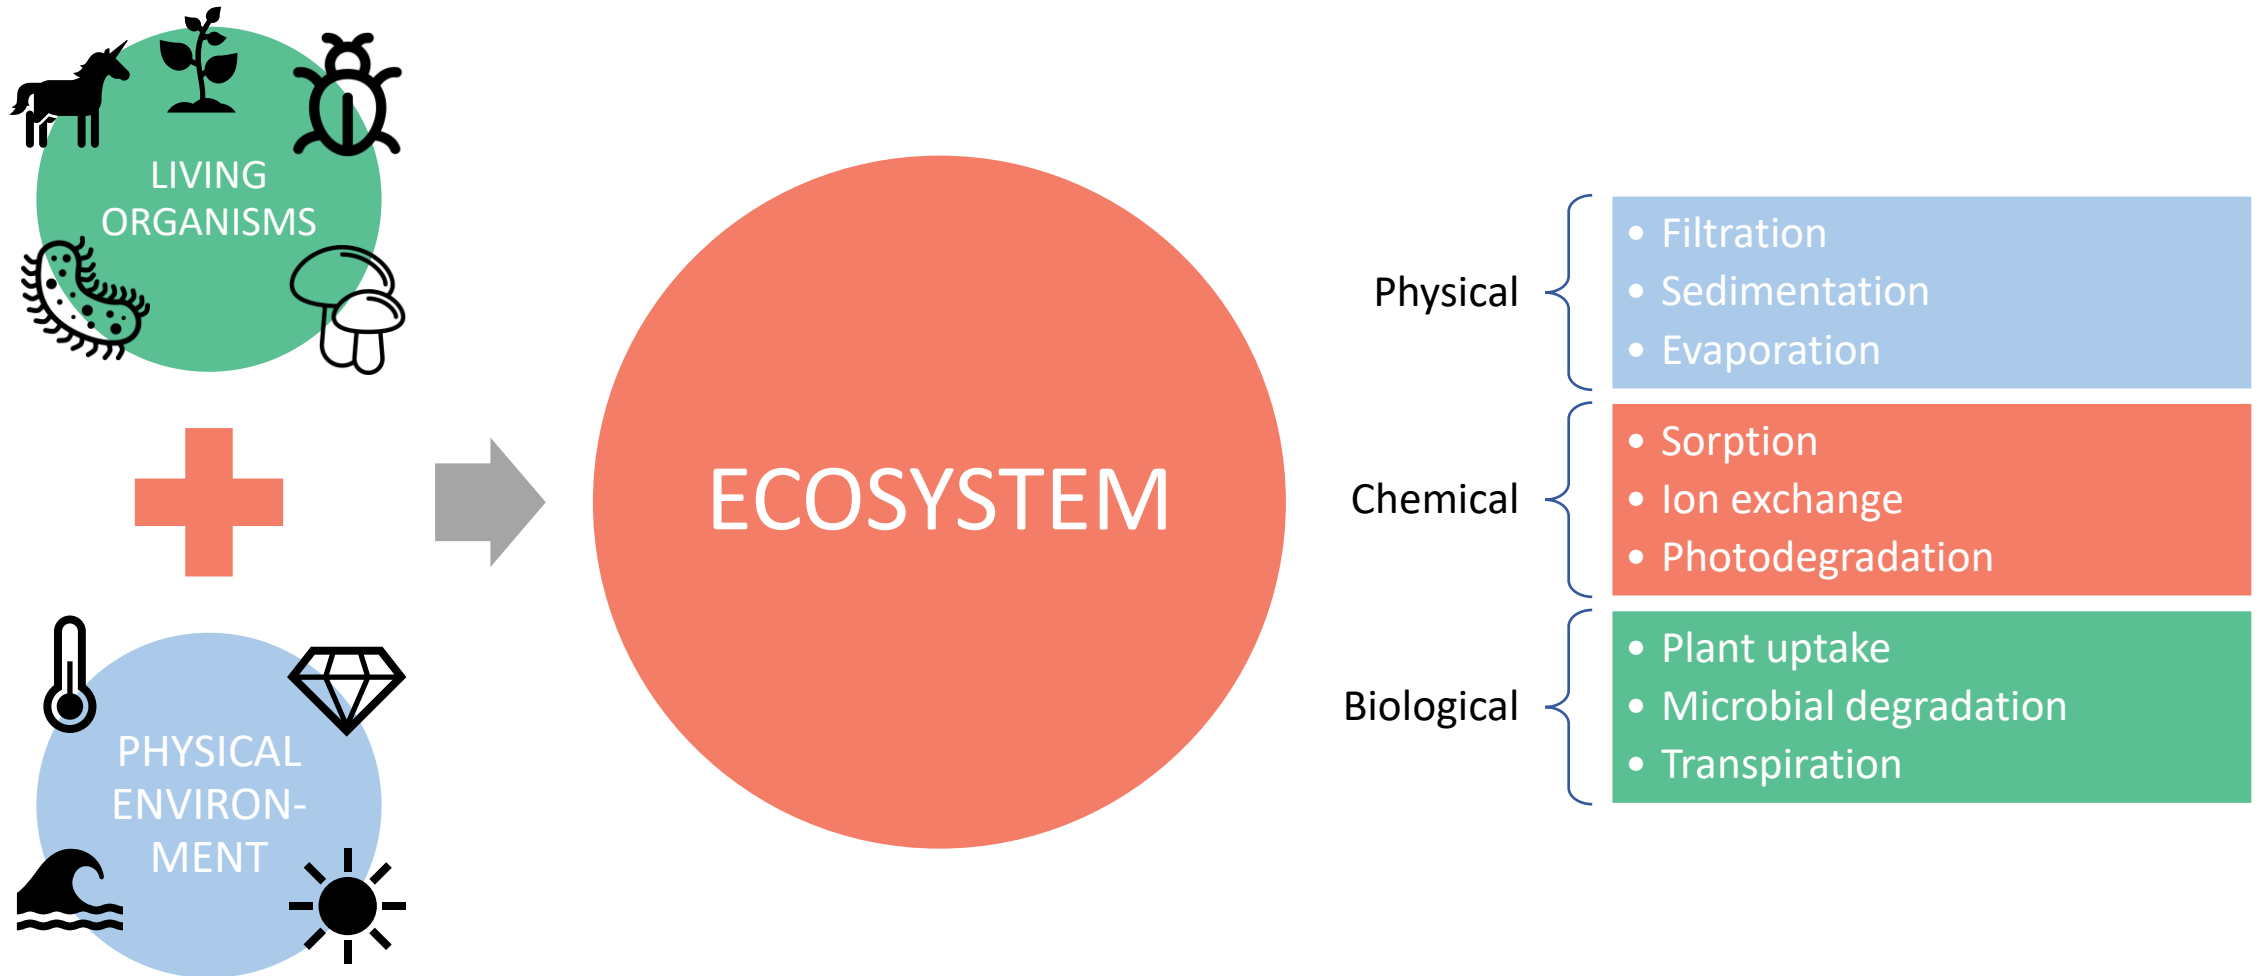 LIVING
ORGANISMS
PHYSICAL
ENVIRON-
MENT
ECOSYSTEM
Physical
• Filtration
• Sedimentation
• Evaporation
Chemical
• Sorption
• Ion exchange
• Photodegradation
Biological
• Plant uptake
• Microbial degradation
• Transpiration